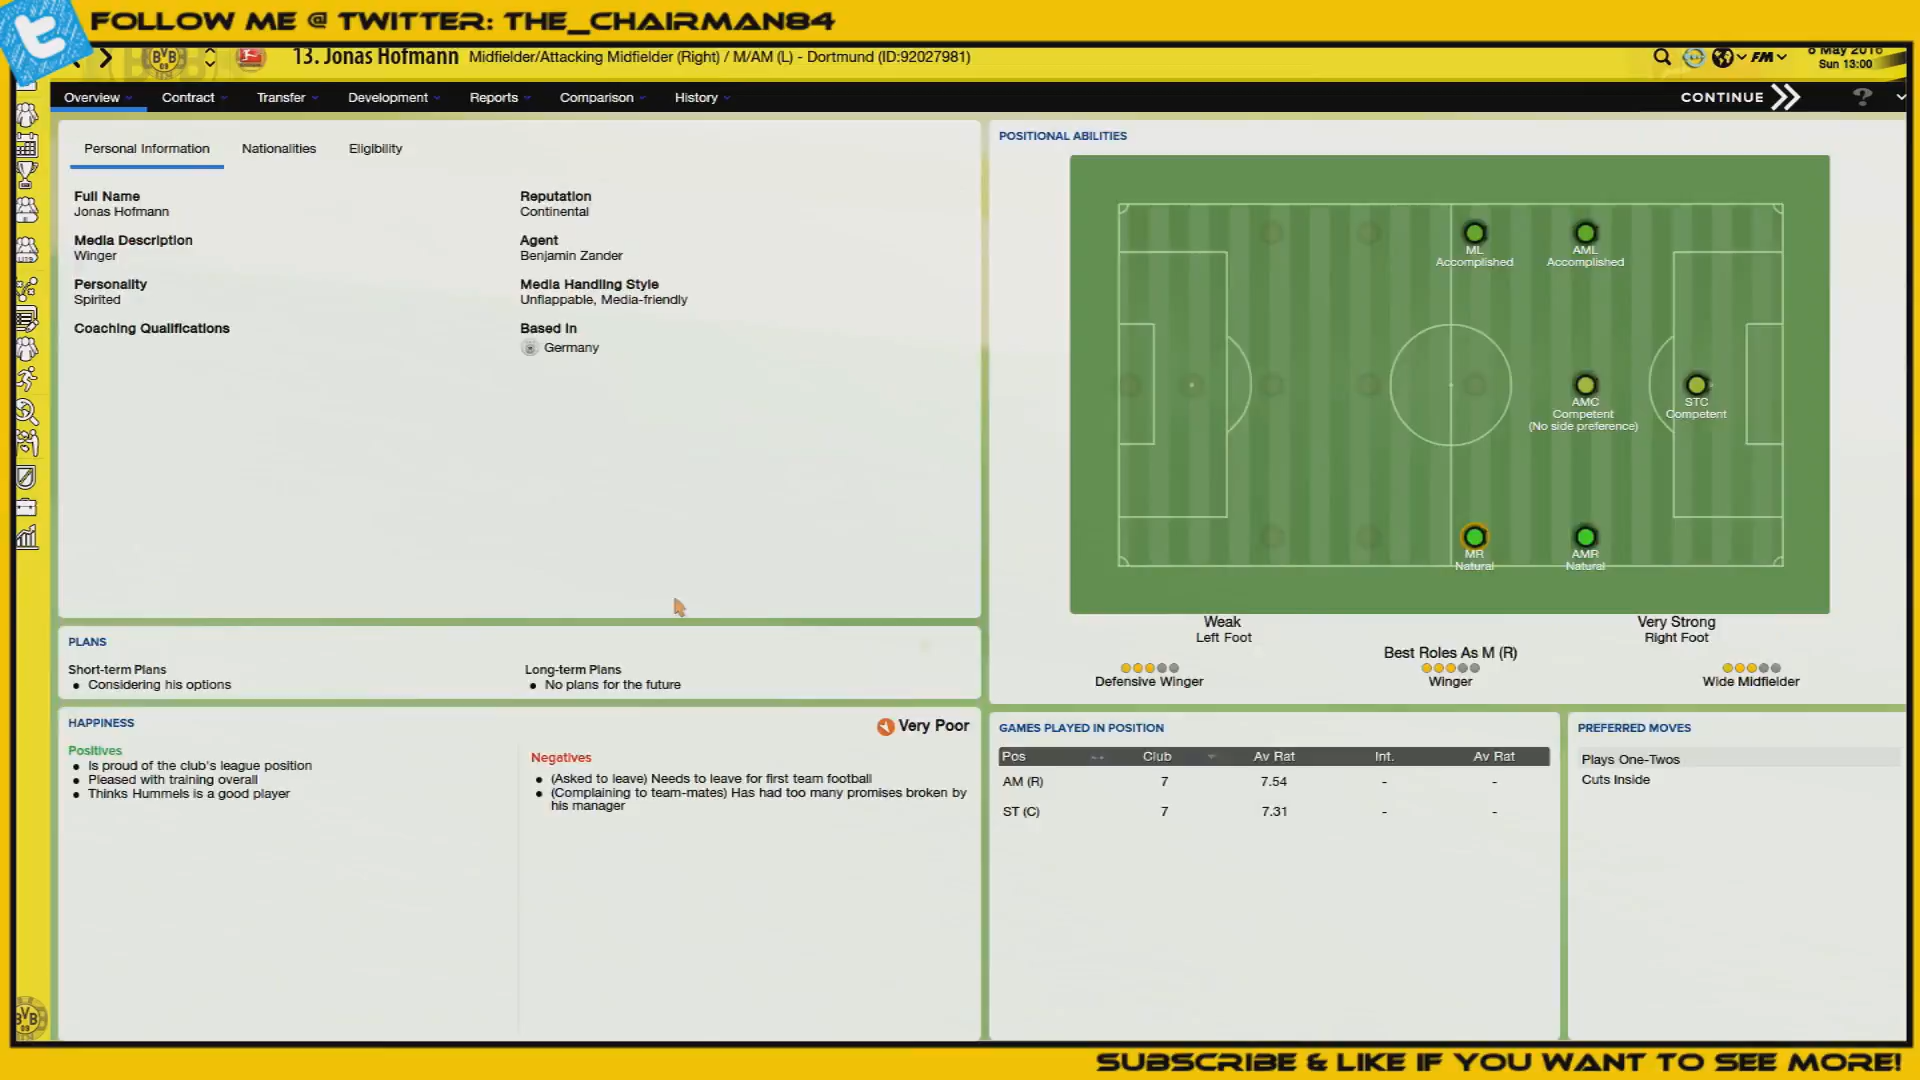 FOLLOW ME @ TWITTER: THE_CHAIRMAN84
13. Jonas Hofmann Midfielder/Attacking Midfielder (Right) / M/AM (L) - Dortmund (ID:92027981)
FM
8 May 2016
Sun 13:00
Overview Contract Transfer Development Reports Comparison History
CONTINUE
Personal Information Nationalities Eligibility
Full Name
Jonas Hofmann
Media Description
Winger
Personality
Spirited
Coaching Qualifications
Reputation
Continental
Agent
Benjamin Zander
Media Handling Style
Unflappable, Media-friendly
Based In
Germany
POSITIONAL ABILITIES
ML
Accomplished
AML
Accomplished
AMC
Competent
(No side preference)
STC
Competent
MR
Natural
AMR
Natural
Weak
Left Foot
Very Strong
Right Foot
Best Roles As M (R)
Defensive Winger
Winger
Wide Midfielder
PLANS
Short-term Plans
Considering his options
Long-term Plans
No plans for the future
HAPPINESS
Very Poor
Positives
Is proud of the club's league position
Pleased with training overall
Thinks Hummels is a good player
Negatives
(Asked to leave) Needs to leave for first team football
(Complaining to team-mates) Has had too many promises broken by
his manager
GAMES PLAYED IN POSITION
Pos Club Av Rat Int. Av Rat
AM (R) 7 7.54 - -
ST (C) 7 7.31 - -
PREFERRED MOVES
Plays One-Twos
Cuts Inside
BVB
09
SUBSCRIBE & LIKE IF YOU WANT TO SEE MORE!